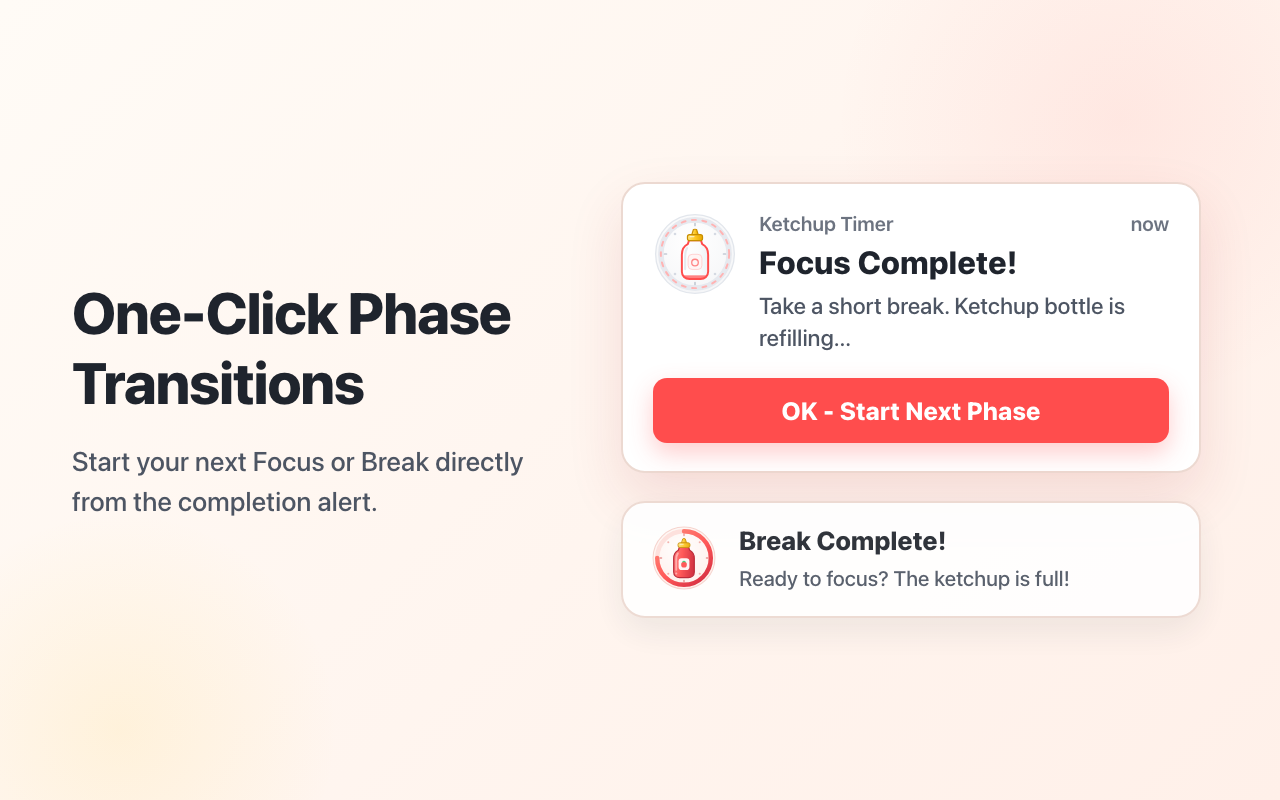 One-Click Phase
Transitions
Start your next Focus or Break directly
from the completion alert.
Ketchup Timer
now
Focus Complete!
Take a short break. Ketchup bottle is
refilling...
OK - Start Next Phase
Break Complete!
Ready to focus? The ketchup is full!